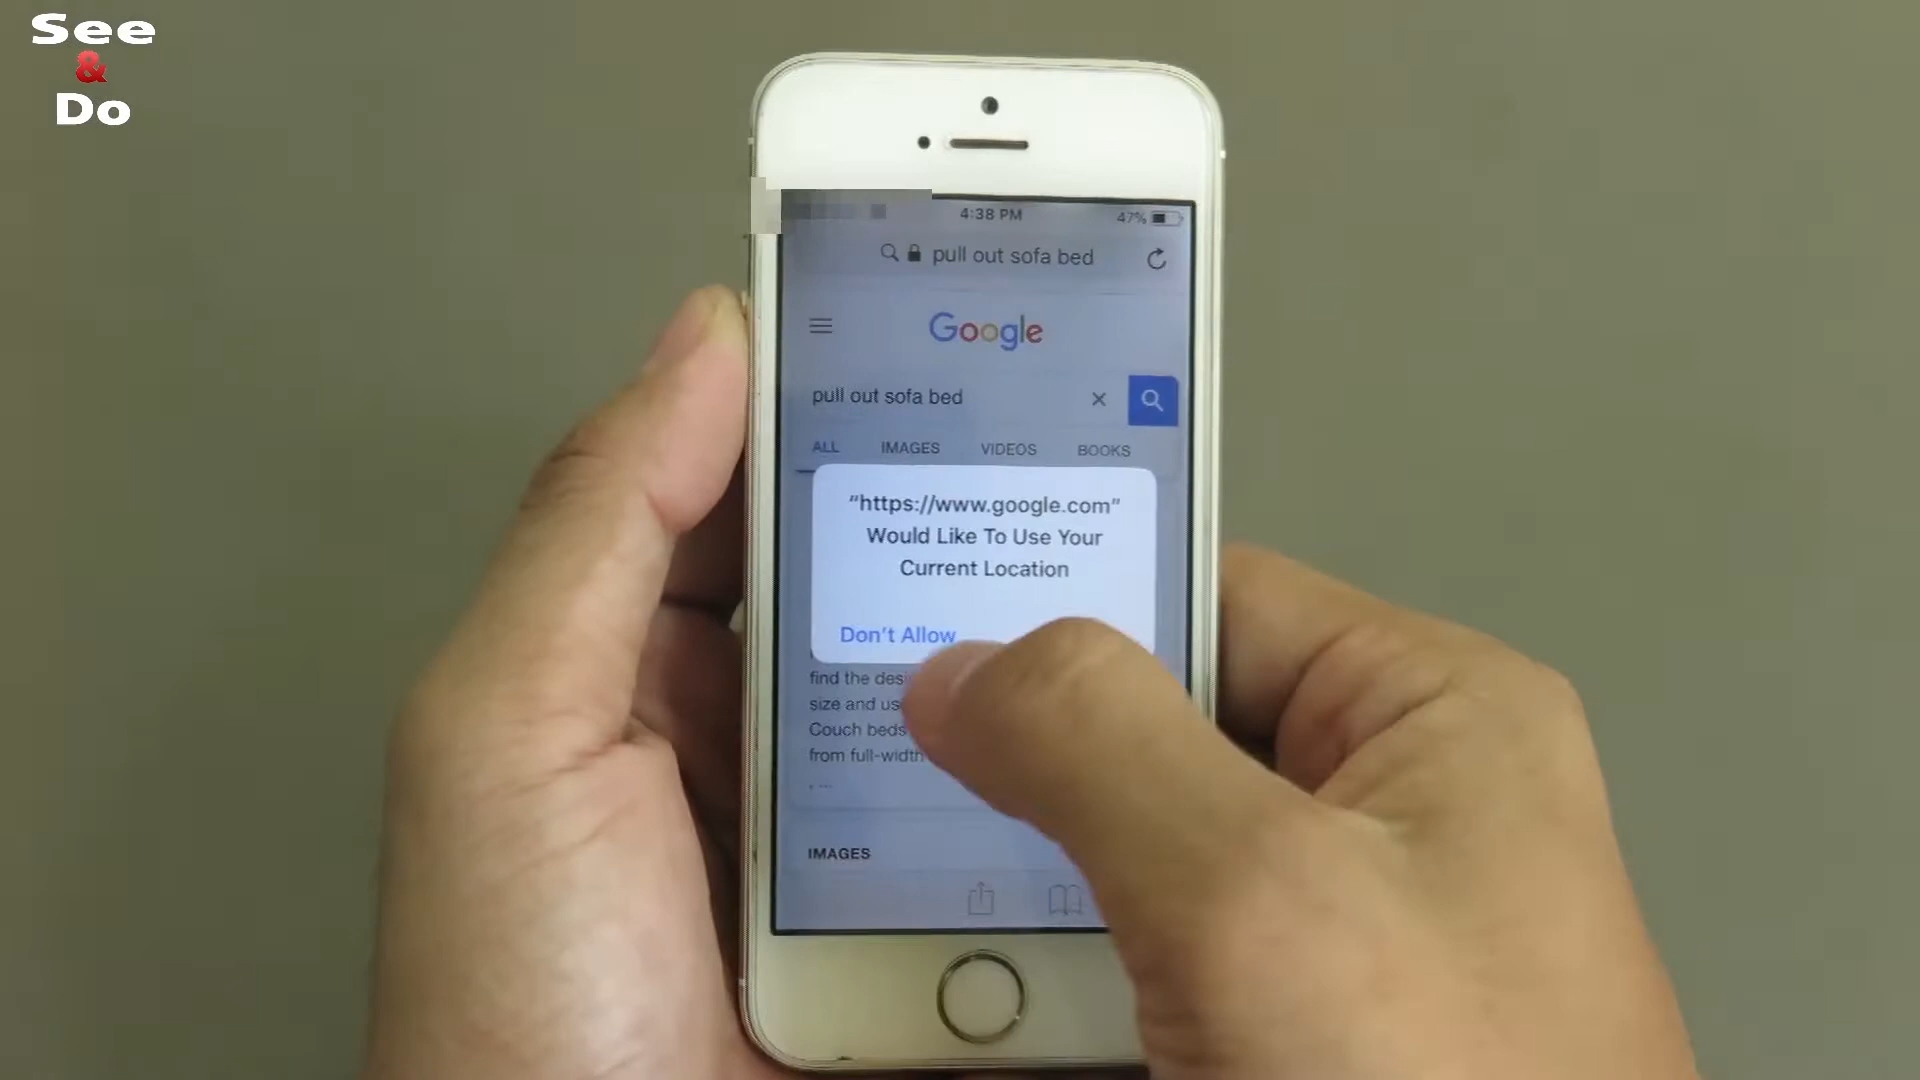 See
&
Do
4:38 PM
47%
pull out sofa bed
Google
pull out sofa bed
ALL IMAGES VIDEOS BOOKS
"https://www.google.com"
Would Like To Use Your
Current Location
Don't Allow
find the
size and
Couch beds
from full-width
, ...
IMAGES